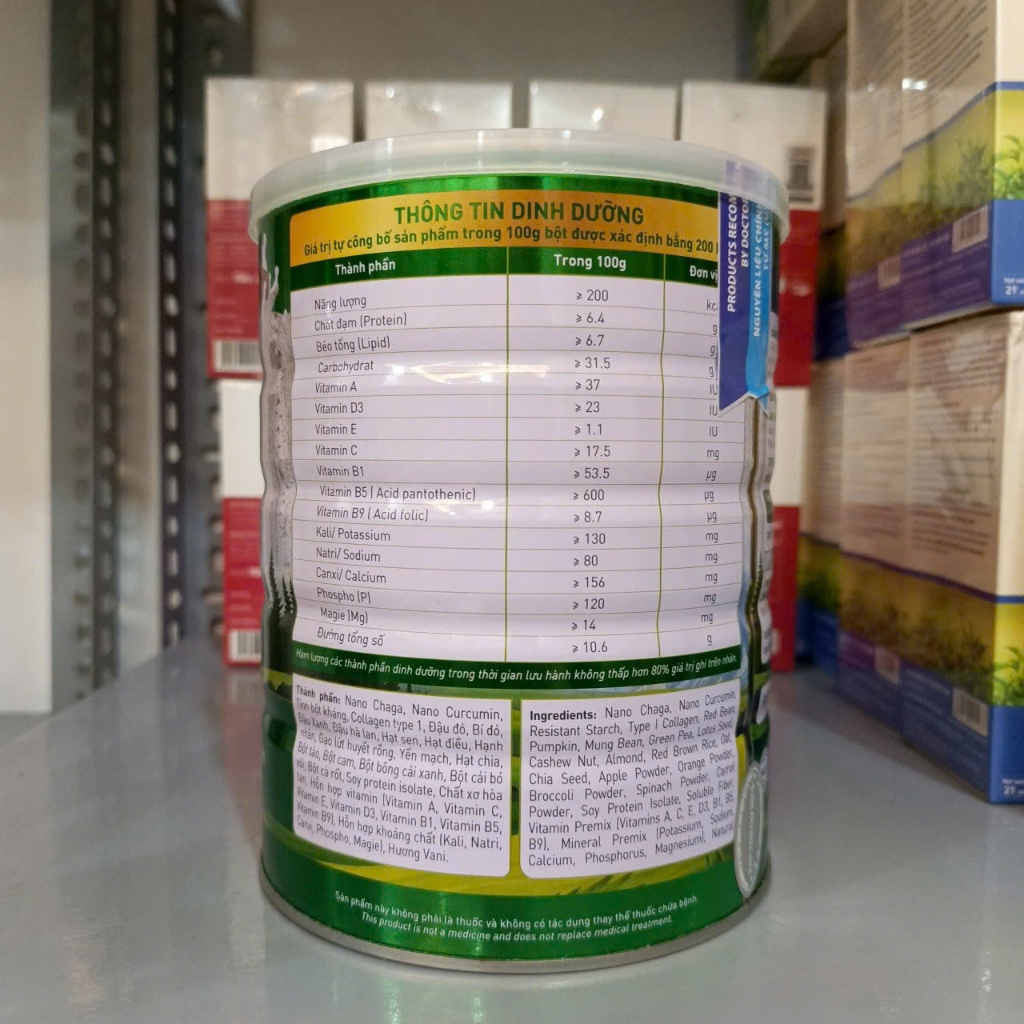 THÔNG TIN DINH DƯỠNG
Giá trị tự công bố sản phẩm trong 100g bột được xác định bằng 200
Thành phần Trong 100g Đơn vị
Năng lượng ⩾ 200 kc
Chất đạm (Protein) ⩾ 6.4 g
Béo tổng (Lipid) ⩾ 6.7 g
Carbohydrat ⩾ 31.5 g
Vitamin A ⩾ 37 IU
Vitamin D3 ⩾ 23 IU
Vitamin E ⩾ 1.1 IU
Vitamin C ⩾ 17.5 mg
Vitamin B1 ⩾ 53.5 µg
Vitamin B5 ( Acid pantothenic) ⩾ 600 µg
Vitamin B9 ( Acid folic) ⩾ 8.7 µg
Kali/ Potassium ⩾ 130 mg
Natri/ Sodium ⩾ 80 mg
Canxi/ Calcium ⩾ 156 mg
Phospho (P) ⩾ 120 mg
Magie (Mg) ⩾ 14 mg
Đường tổng số ⩾ 10.6 g
Hàm lượng các thành phần dinh dưỡng trong thời gian lưu hành không thấp hơn 80% giá trị ghi trên nhãn.
Thành phần: Nano Chaga, Nano Curcumin,
Tinh bột kháng, Collagen type 1, Đậu đỏ, Bí đỏ,
Đậu Xanh, Đậu hà lan, Hạt sen, Hạt điều, Hạnh
nhân, Gạo lứt huyết rồng, Yến mạch, Hạt chia,
Bột táo, Bột cam, Bột bông cải xanh, Bột cải bó
xôi, Bột cà rốt, Soy protein isolate, Chất xơ hòa
tan, Hỗn hợp vitamin (Vitamin A, Vitamin C,
Vitamin E, Vitamin D3, Vitamin B1, Vitamin B5,
Vitamin B9), Hỗn hợp khoáng chất (Kali, Natri,
Canxi, Phospho, Magie), Hương Vani.
Ingredients: Nano Chaga, Nano Curcumin,
Resistant Starch, Type I Collagen, Red Bean,
Pumpkin, Mung Bean, Green Pea, Lotus Seed,
Cashew Nut, Almond, Red Brown Rice, Oat,
Chia Seed, Apple Powder, Orange Powder,
Broccoli Powder, Spinach Powder, Carrot
Powder, Soy Protein Isolate, Soluble Fiber,
Vitamin Premix (Vitamins A, C, E, D3, B1, B5,
B9), Mineral Premix (Potassium, Sodium,
Calcium, Phosphorus, Magnesium), Natural
Sản phẩm này không phải là thuốc và không có tác dụng thay thế thuốc chữa bệnh
This product is not a medicine and does not replace medical treatment.
PRODUCTS RECOM
BY DOCTOR
NGUYÊN LIỆU CHÍNH
TỪ MỸ